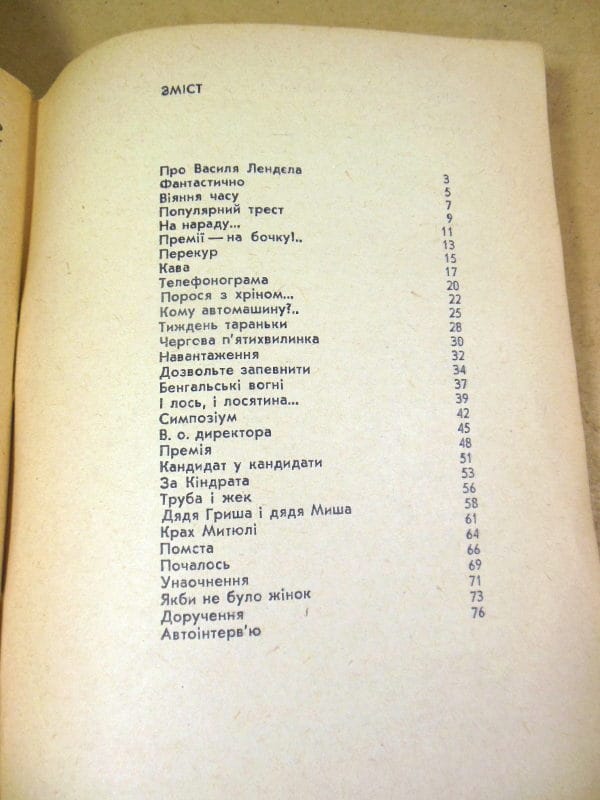 ЗМІСТ
Про Василя Лендєла 3
Фантастично 5
Віяння часу 7
Популярний трест 9
На нараду... 11
Премії — на бочку!.. 13
Перекур 15
Кава 17
Телефонограма 20
Порося з хріном... 22
Кому автомашину?.. 25
Тиждень тараньки 28
Чергова п'ятихвилинка 30
Навантаження 32
Дозвольте запевнити 34
Бенгальські вогні 37
І лось, і лосятина... 39
Симпозіум 42
В. о. директора 45
Премія 48
Кандидат у кандидати 51
За Кіндрата 53
Труба і жек 56
Дядя Гриша і дядя Миша 58
Крах Митюлі 61
Помста 64
Почалось 66
Унаочнення 69
Якби не було жінок 71
Доручення 73
Автоінтерв'ю 76